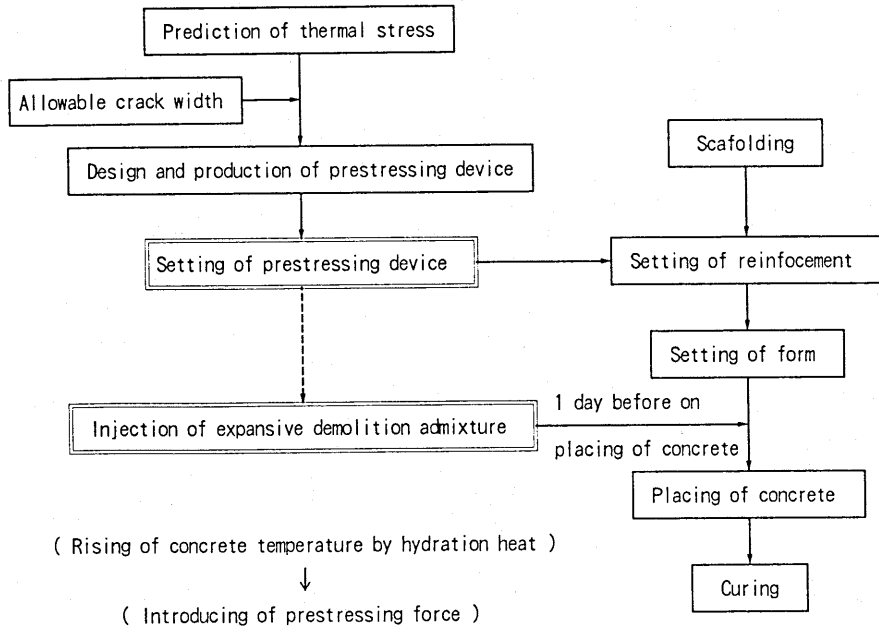 Prediction of thermal stress
Allowable crack width
Design and production of prestressing device
Scafolding
Setting of prestressing device
Setting of reinfocement
Setting of form
Injection of expansive demolition admixture
1 day before on
placing of concrete
Placing of concrete
( Rising of concrete temperature by hydration heat )
↓
( Introducing of prestressing force )
Curing